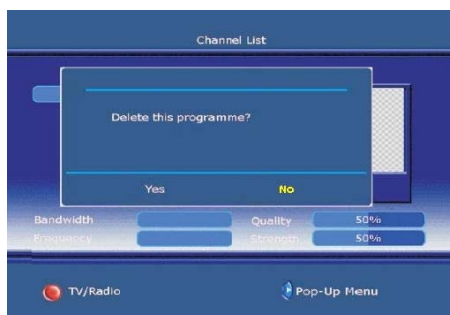 Channel List
Delete this programme?
Yes No
Bandwidth Quality 50%
Frequency Strength 50%
TV/Radio Pop-Up Menu